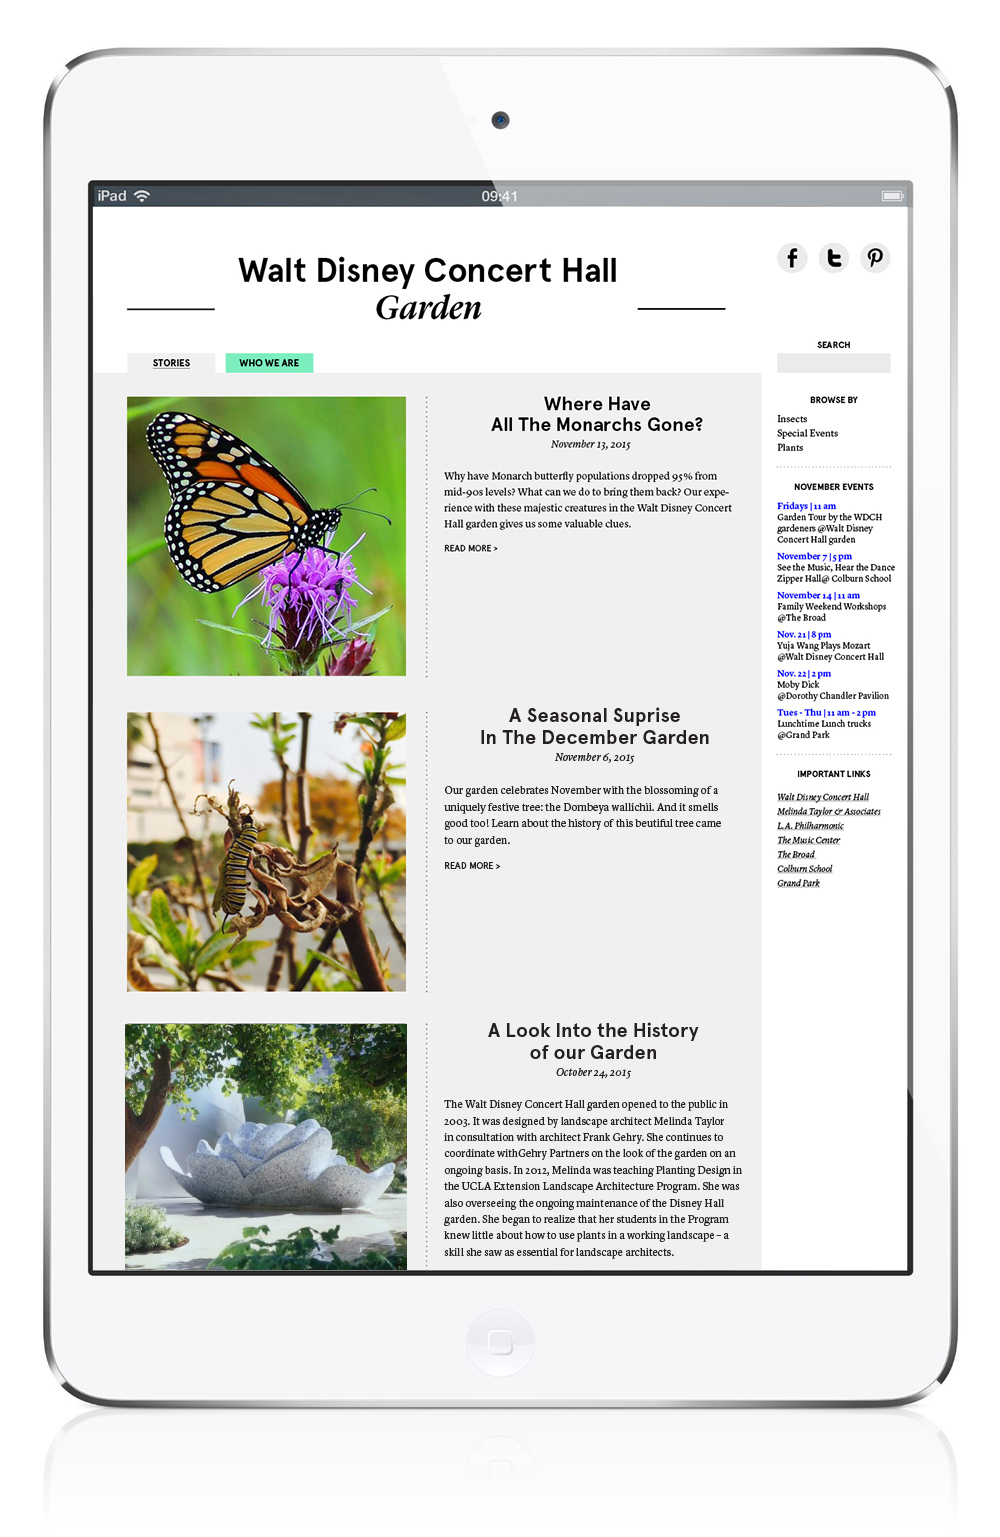 iPad
09:41
Walt Disney Concert Hall
Garden
STORIES
WHO WE ARE
Where Have
All The Monarchs Gone?
November 13, 2015
Why have Monarch butterfly populations dropped 95% from
mid-90s levels? What can we do to bring them back? Our expe-
rience with these majestic creatures in the Walt Disney Concert
Hall garden gives us some valuable clues.
READ MORE >
A Seasonal Suprise
In The December Garden
November 6, 2015
Our garden celebrates November with the blossoming of a
uniquely festive tree: the Dombeya wallichii. And it smells
good too! Learn about the history of this beutiful tree came
to our garden.
READ MORE >
A Look Into the History
of our Garden
October 24, 2015
The Walt Disney Concert Hall garden opened to the public in
2003. It was designed by landscape architect Melinda Taylor
in consultation with architect Frank Gehry. She continues to
coordinate withGehry Partners on the look of the garden on an
ongoing basis. In 2012, Melinda was teaching Planting Design in
the UCLA Extension Landscape Architecture Program. She was
also overseeing the ongoing maintenance of the Disney Hall
garden. She began to realize that her students in the Program
knew little about how to use plants in a working landscape – a
skill she saw as essential for landscape architects.
SEARCH
BROWSE BY
Insects
Special Events
Plants
NOVEMBER EVENTS
Fridays | 11 am
Garden Tour by the WDCH
gardeners @Walt Disney
Concert Hall garden
November 7 | 5 pm
See the Music, Hear the Dance
Zipper Hall@ Colburn School
November 14 | 11 am
Family Weekend Workshops
@The Broad
Nov. 21 | 8 pm
Yuja Wang Plays Mozart
@Walt Disney Concert Hall
Nov. 22 | 2 pm
Moby Dick
@Dorothy Chandler Pavilion
Tues - Thu | 11 am - 2 pm
Lunchtime Lunch trucks
@Grand Park
IMPORTANT LINKS
Walt Disney Concert Hall
Melinda Taylor & Associates
L.A. Philharmonic
The Music Center
The Broad
Colburn School
Grand Park